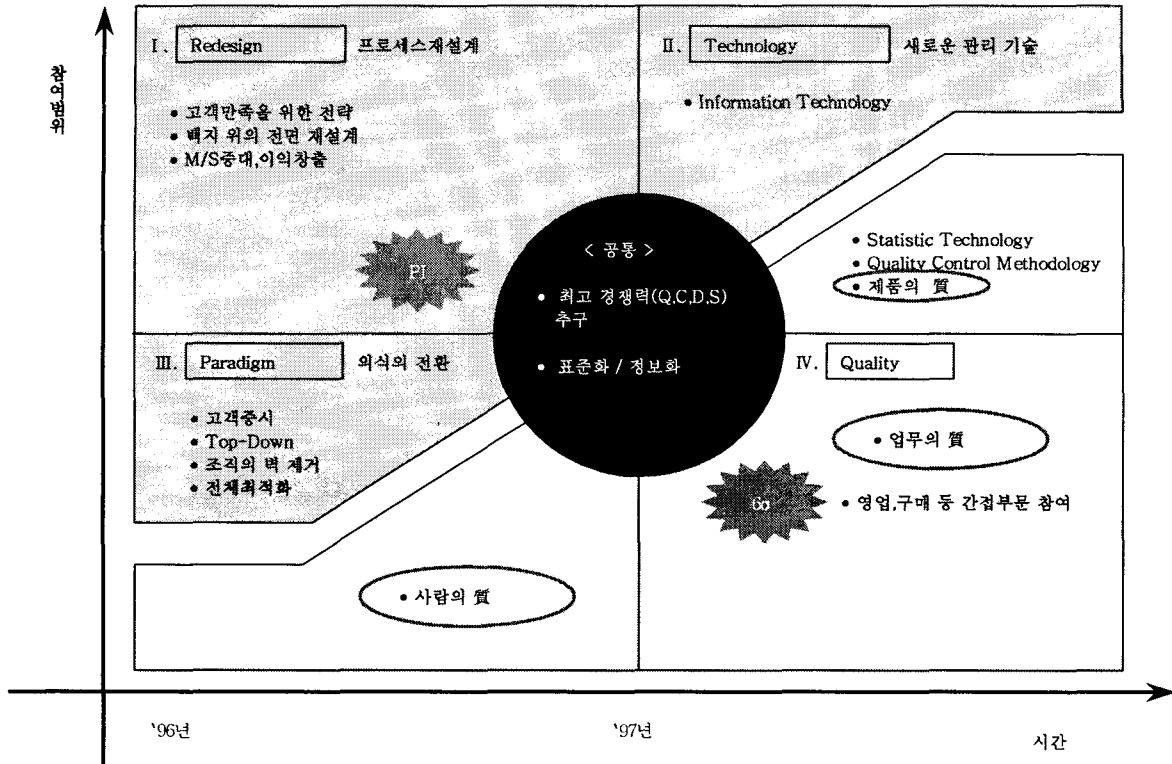 참여범위
I. Redesign 프로세스재설계
• 고객만족을 위한 전략
• 백지 위의 전면 재설계
• M/S증대,이익창출
PI
II. Technology 새로운 관리 기술
• Information Technology
• Statistic Technology
• Quality Control Methodology
• 제품의 質
< 공통 >
• 최고 경쟁력(Q,C,D,S)
추구
• 표준화 / 정보화
III. Paradigm 의식의 전환
• 고객중시
• Top-Down
• 조직의 벽 제거
• 전체최적화
• 사람의 質
IV. Quality
• 업무의 質
6σ
• 영업,구매 등 간접부문 참여
'96년
'97년
시간